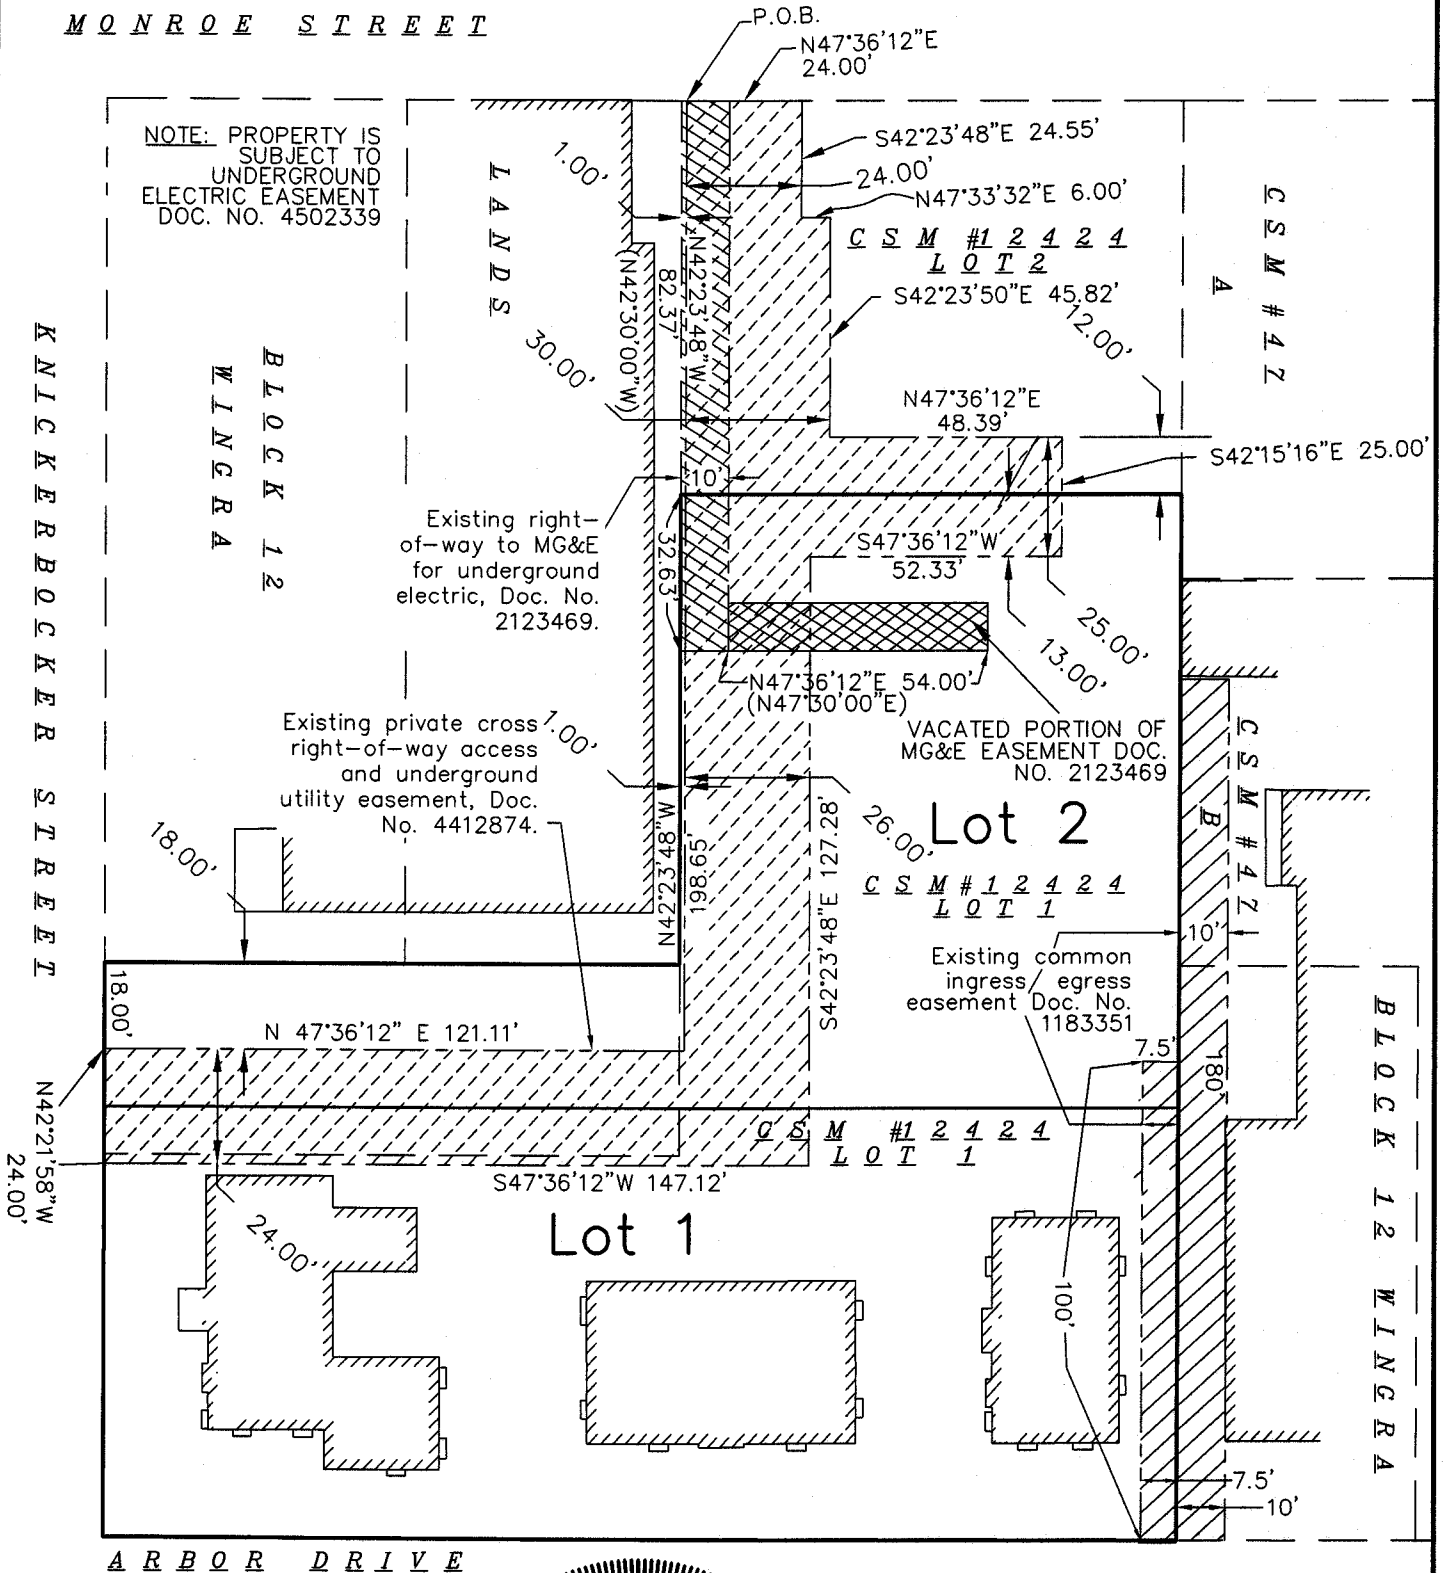 MONROE STREET
P.O.B.
N47°36'12"E
24.00'
NOTE: PROPERTY IS
SUBJECT TO
UNDERGROUND
ELECTRIC EASEMENT
DOC. NO. 4502339
LANDS
1.00'
S42°23'48"E 24.55'
24.00'
N47°33'32"E 6.00'
CSM #12424
LOT 2
S42°23'50"E 45.82'
12.00'
CSM #47
A
N42°23'48"W
82.37'
(N42°30'00"W)
30.00'
N47°36'12"E
48.39'
S42°15'16"E 25.00'
KNICKERBOCKER STREET
BLOCK 12
WINGRA
10'
Existing right-
of-way to MG&E
for underground
electric, Doc. No.
2123469.
32.63'
S47°36'12"W
52.33'
25.00'
13.00'
N47°36'12"E 54.00'
(N47°30'00"E)
VACATED PORTION OF
MG&E EASEMENT DOC.
NO. 2123469
Existing private cross
right-of-way access
and underground
utility easement, Doc.
No. 4412874.
1.00'
18.00'
N42°23'48"W
198.65'
26.00'
S42°23'48"E 127.28'
Lot 2
CSM #12424
LOT 1
CSM #47
B
10'
Existing common
ingress egress
easement Doc. No.
1183351
18.00'
N 47°36'12" E 121.11'
7.5'
180'
BLOCK 12 WINGRA
N42°21'58"W
24.00'
CSM #12424
LOT 1
S47°36'12"W 147.12'
24.00'
Lot 1
100'
7.5'
10'
ARBOR DRIVE